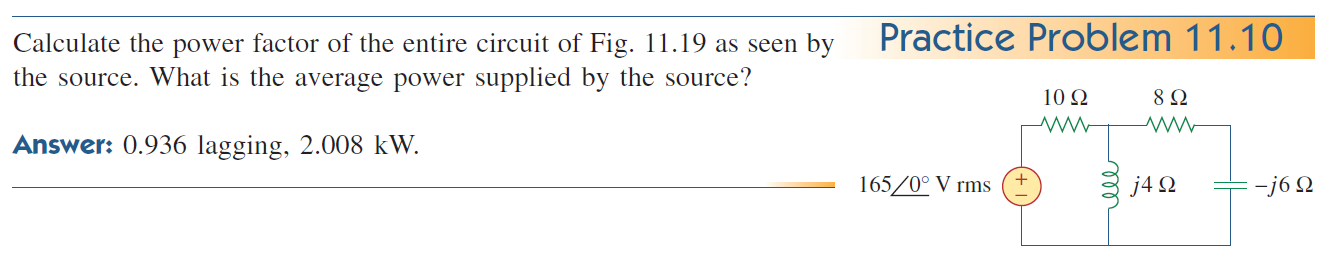 Practice Problem 11.10
Calculate the power factor of the entire circuit of Fig. 11.19 as seen by
the source. What is the average power supplied by the source?
Answer: 0.936 lagging, 2.008 kW.
10 Ω
8 Ω
165∠0° V rms
+
−
j4 Ω
−j6 Ω